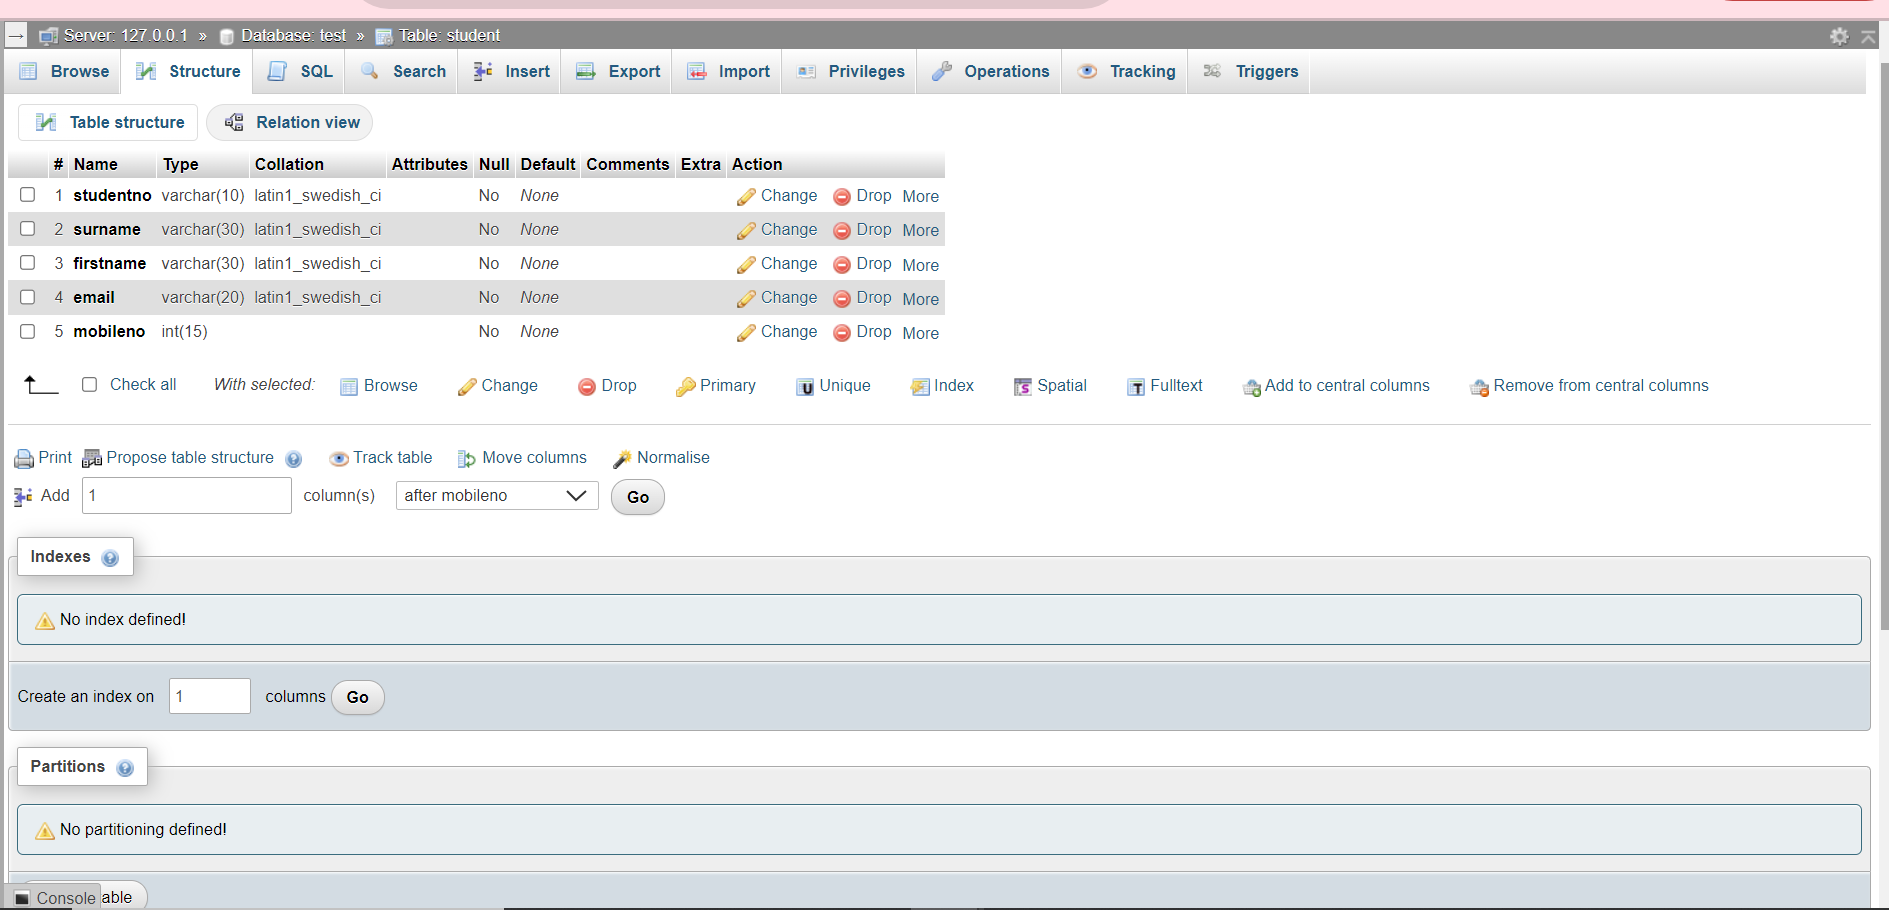 Server: 127.0.0.1 » Database: test » Table: student
Browse Structure SQL Search Insert Export Import Privileges Operations Tracking Triggers
Table structure Relation view
# Name Type Collation Attributes Null Default Comments Extra Action
1 studentno varchar(10) latin1_swedish_ci No None Change Drop More
2 surname varchar(30) latin1_swedish_ci No None Change Drop More
3 firstname varchar(30) latin1_swedish_ci No None Change Drop More
4 email varchar(20) latin1_swedish_ci No None Change Drop More
5 mobileno int(15) No None Change Drop More
Check all With selected: Browse Change Drop Primary Unique Index Spatial Fulltext Add to central columns Remove from central columns
Print Propose table structure Track table Move columns Normalise
Add 1 column(s) after mobileno Go
Indexes
No index defined!
Create an index on 1 columns Go
Partitions
No partitioning defined!
Console able